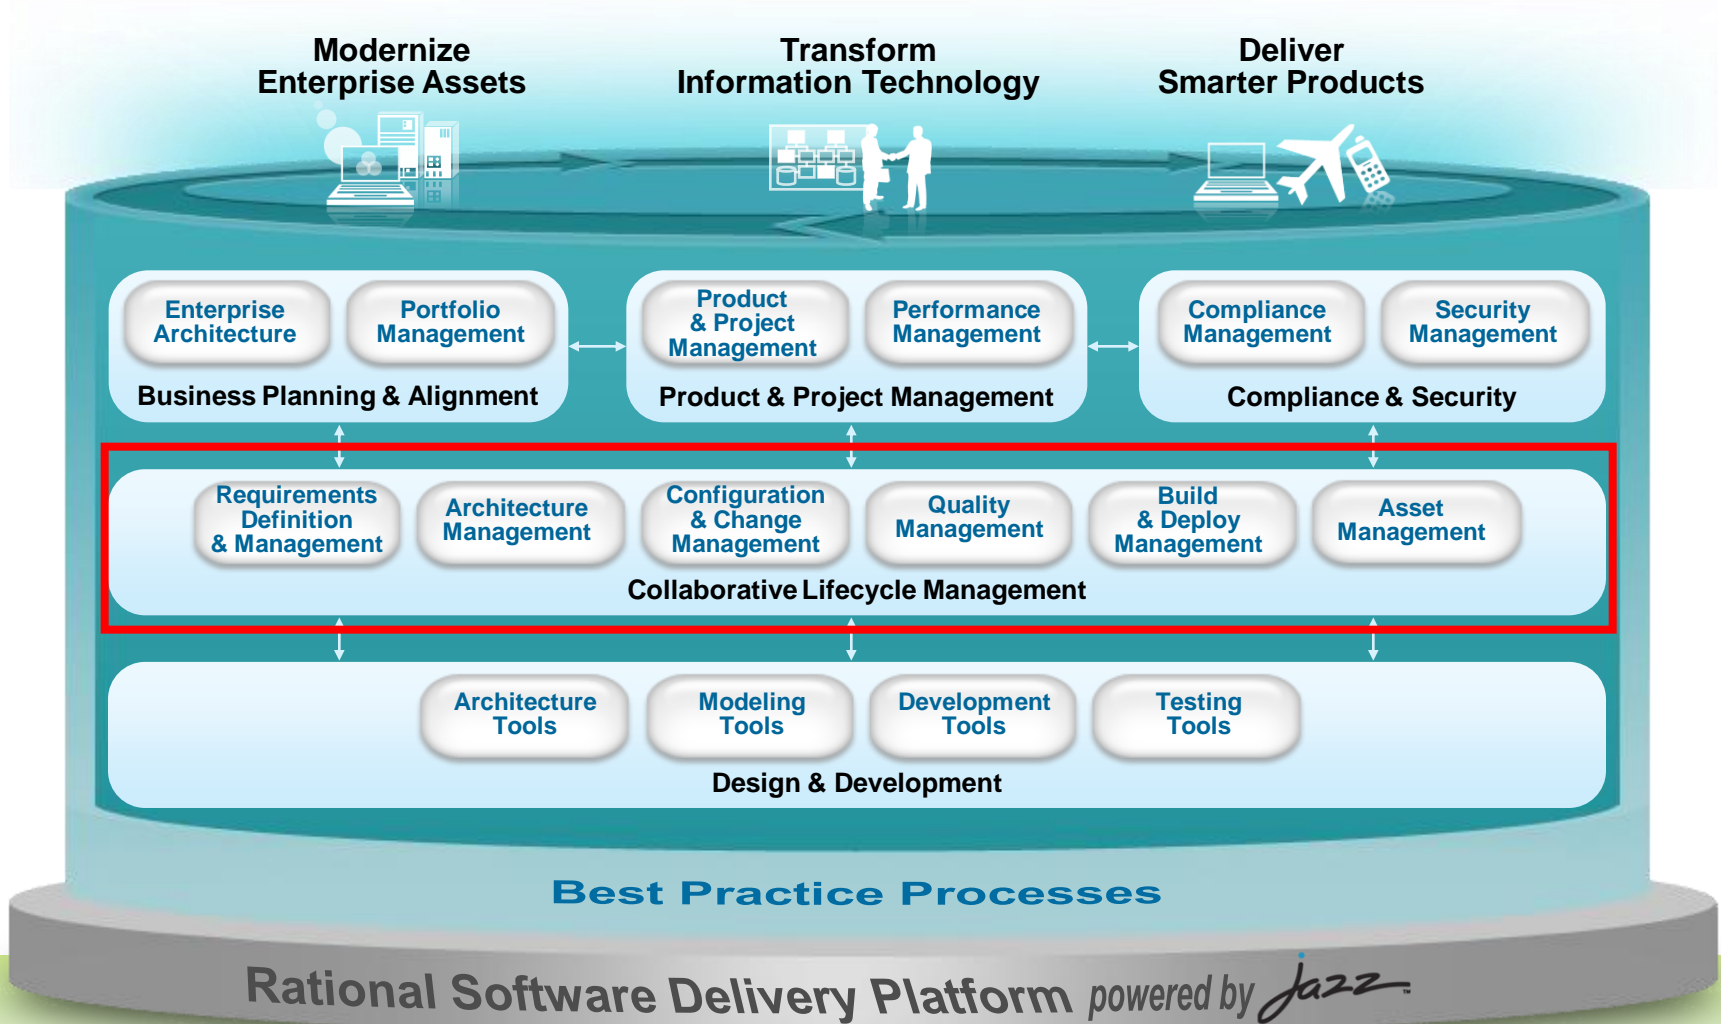 Modernize
Enterprise Assets
Transform
Information Technology
Deliver
Smarter Products
Enterprise
Architecture
Portfolio
Management
Business Planning & Alignment
Product
& Project
Management
Performance
Management
Product & Project Management
Compliance
Management
Security
Management
Compliance & Security
Requirements
Definition
& Management
Architecture
Management
Configuration
& Change
Management
Quality
Management
Build
& Deploy
Management
Asset
Management
Collaborative Lifecycle Management
Architecture
Tools
Modeling
Tools
Development
Tools
Testing
Tools
Design & Development
Best Practice Processes
Rational Software Delivery Platform powered by jazz™